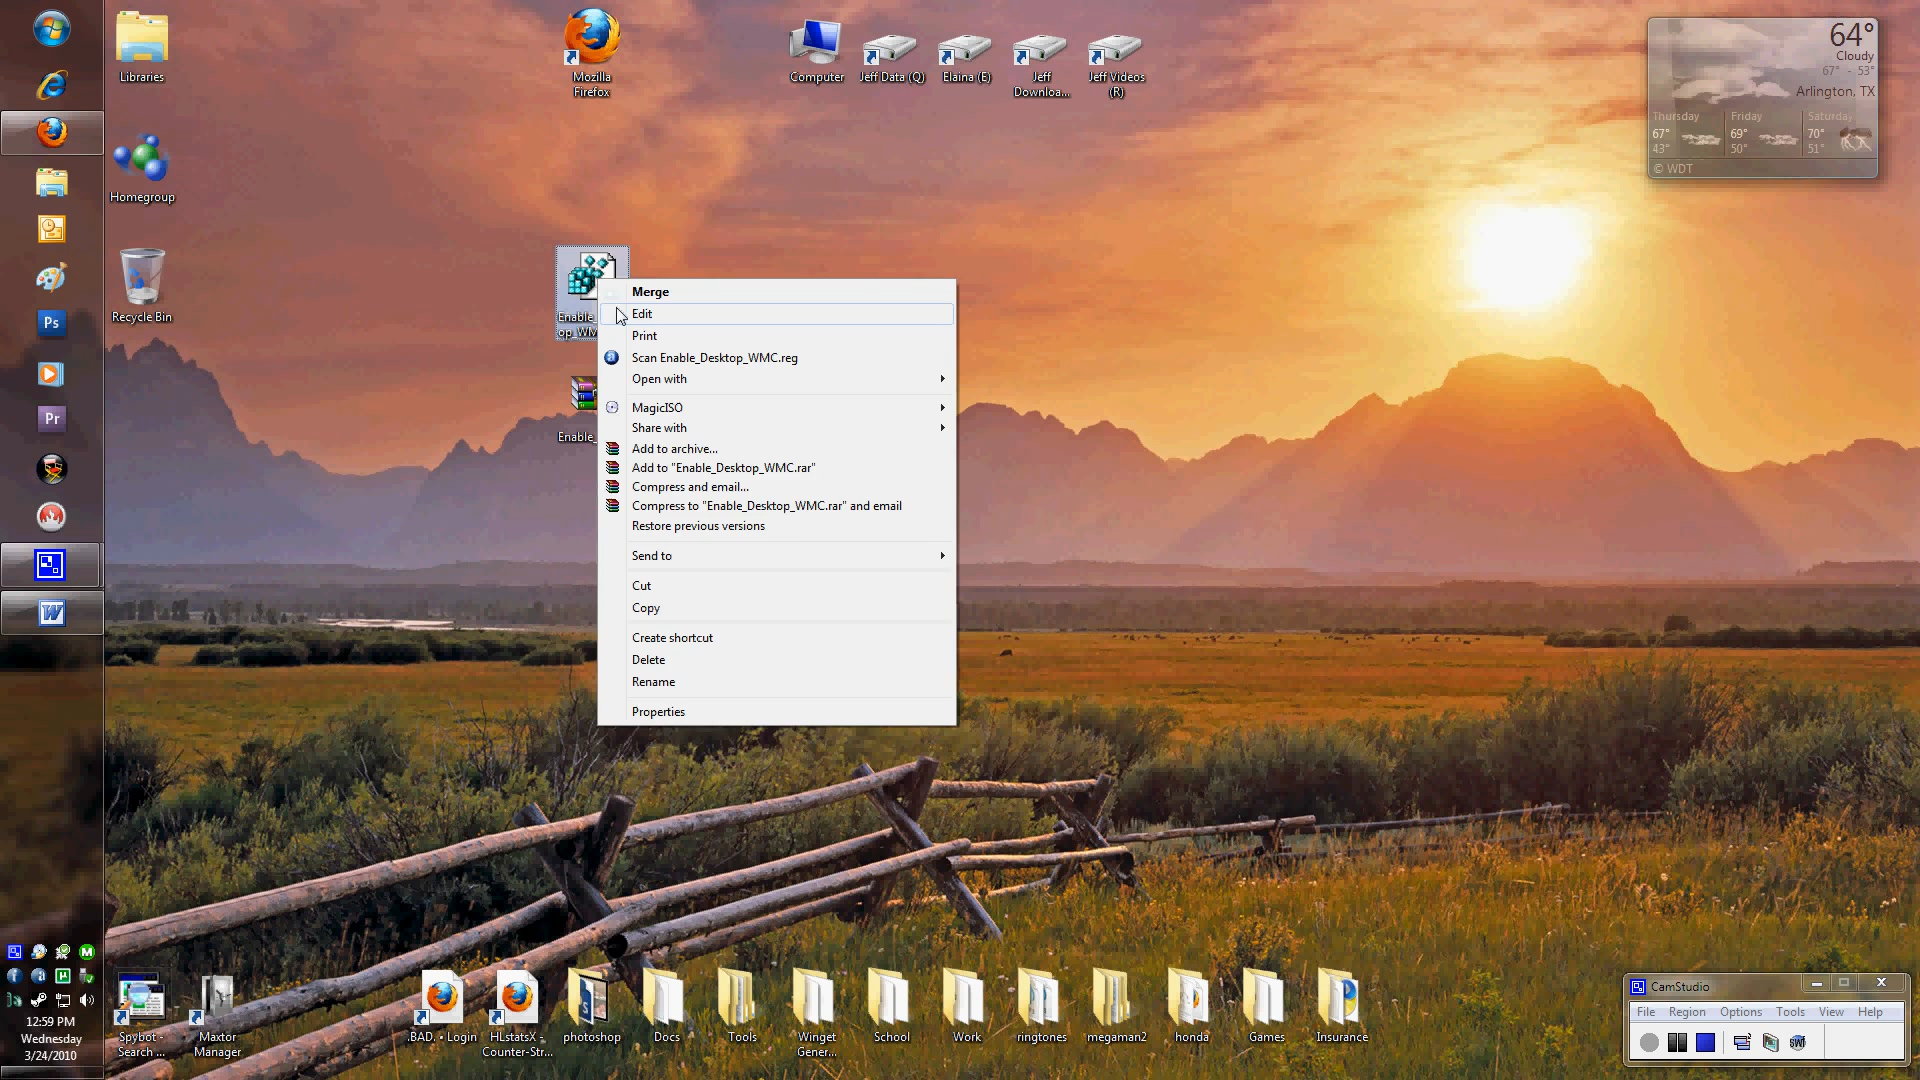 Libraries
Homegroup
Recycle Bin
Mozilla
Firefox
Computer
Jeff Data (Q)
Elaina (E)
Jeff
Downloa...
Jeff Videos
(R)
64°
Cloudy
67° - 53°
Arlington, TX
Thursday
67°
43°
Friday
69°
50°
Saturday
70°
51°
© WDT
Ps
Pr
W
Enable_
op_WM
Enable_
Merge
Edit
Print
Scan Enable_Desktop_WMC.reg
Open with
MagicISO
Share with
Add to archive...
Add to "Enable_Desktop_WMC.rar"
Compress and email...
Compress to "Enable_Desktop_WMC.rar" and email
Restore previous versions
Send to
Cut
Copy
Create shortcut
Delete
Rename
Properties
12:59 PM
Wednesday
3/24/2010
Spybot -
Search ...
Maxtor
Manager
.BAD. • Login
HLstatsX -
Counter-Str...
photoshop
Docs
Tools
Winget
Gener...
School
Work
ringtones
megaman2
honda
Games
Insurance
CamStudio
File Region Options Tools View Help
SWF